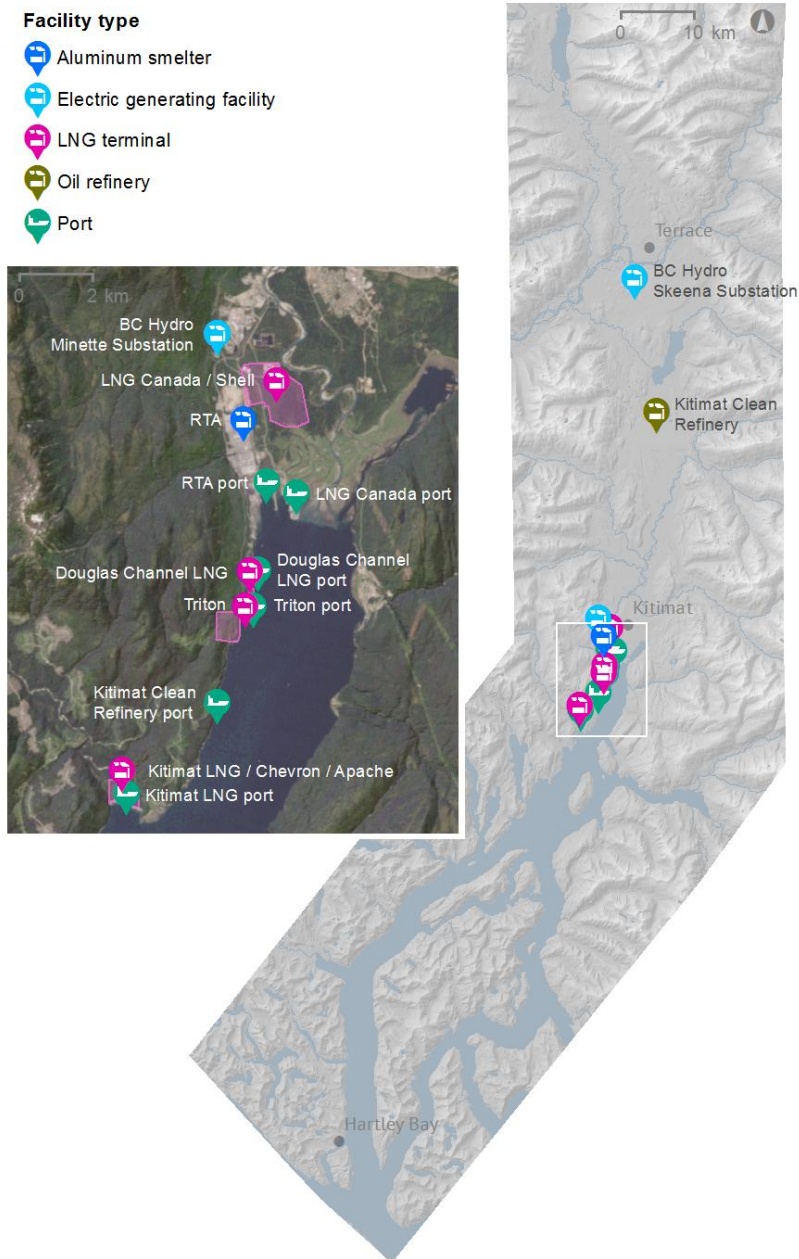 Facility type
Aluminum smelter
Electric generating facility
LNG terminal
Oil refinery
Port
0 10 km
Terrace
BC Hydro
Skeena Substation
Kitimat Clean
Refinery
Kitimat
Hartley Bay
0 2 km
BC Hydro
Minette Substation
LNG Canada / Shell
RTA
RTA port
LNG Canada port
Douglas Channel LNG
Douglas Channel
LNG port
Triton
Triton port
Kitimat Clean
Refinery port
Kitimat LNG / Chevron / Apache
Kitimat LNG port